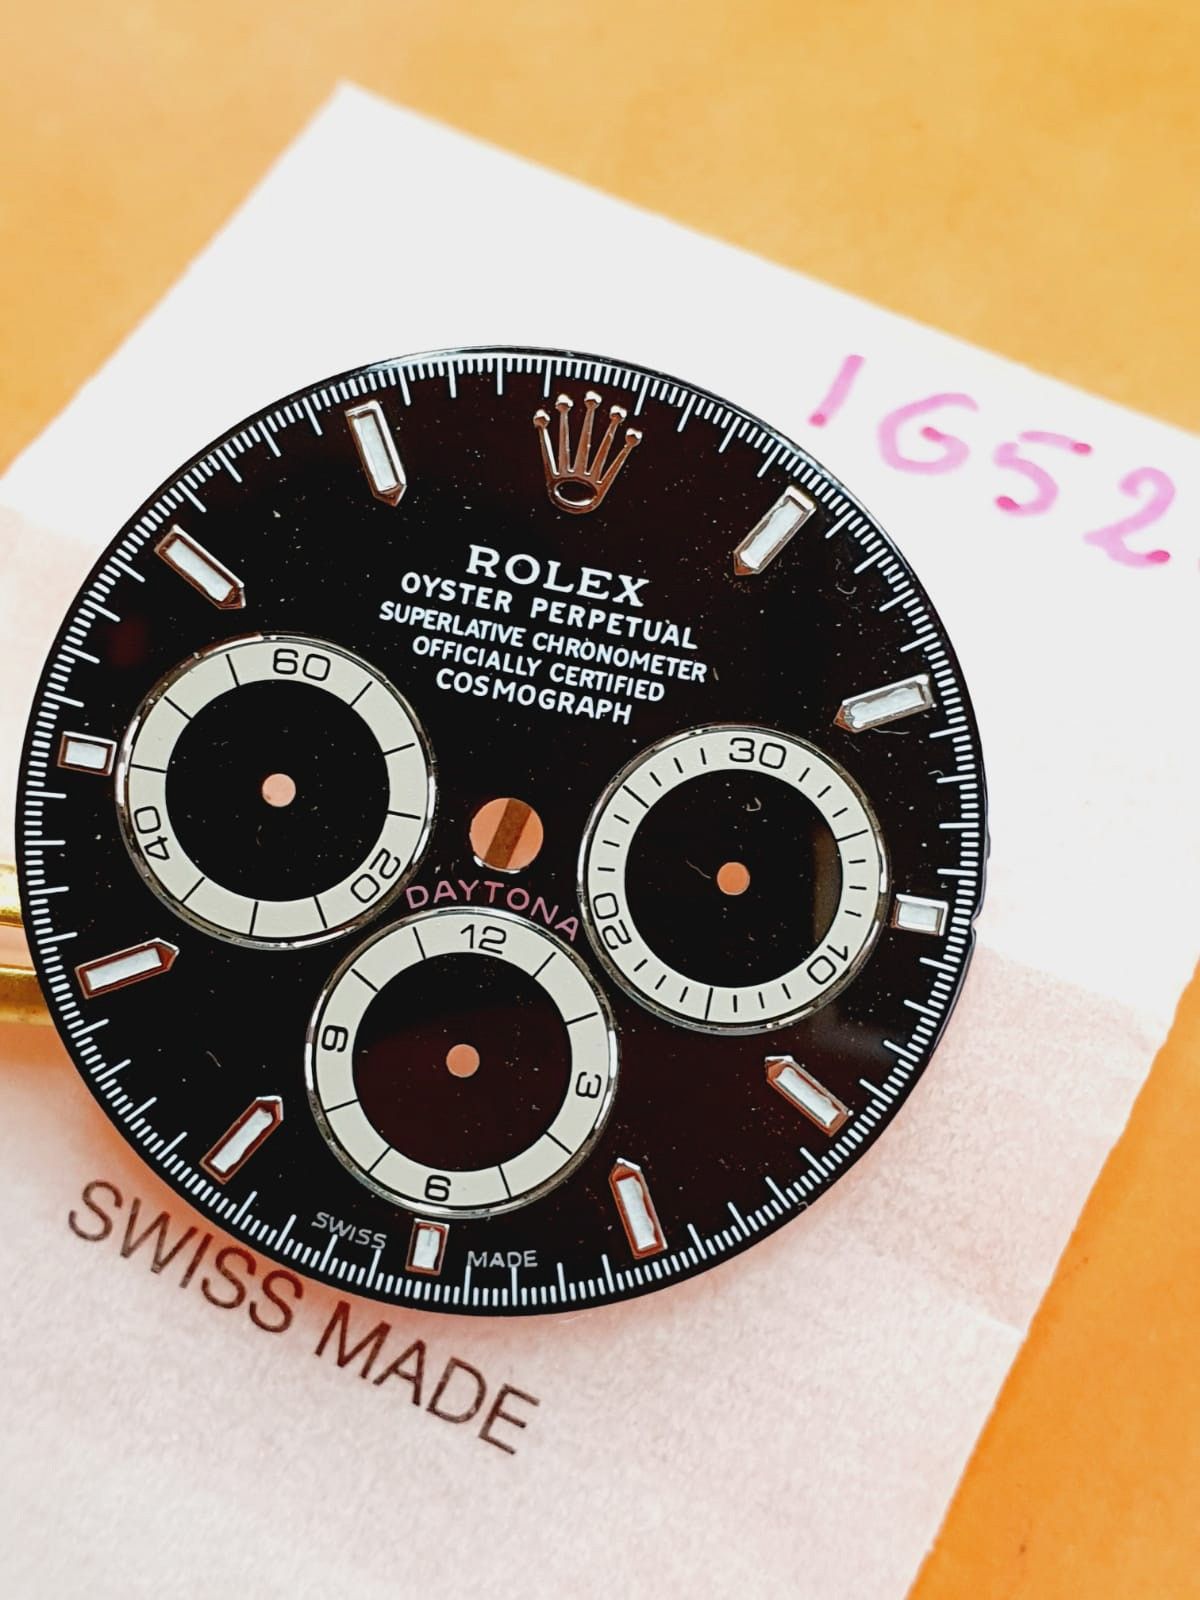 1652
ROLEX
OYSTER PERPETUAL
SUPERLATIVE CHRONOMETER
OFFICIALLY CERTIFIED
COSMOGRAPH
60
20
40
30
10
20
DAYTONA
12
3
6
9
SWISS MADE
SWISS MADE